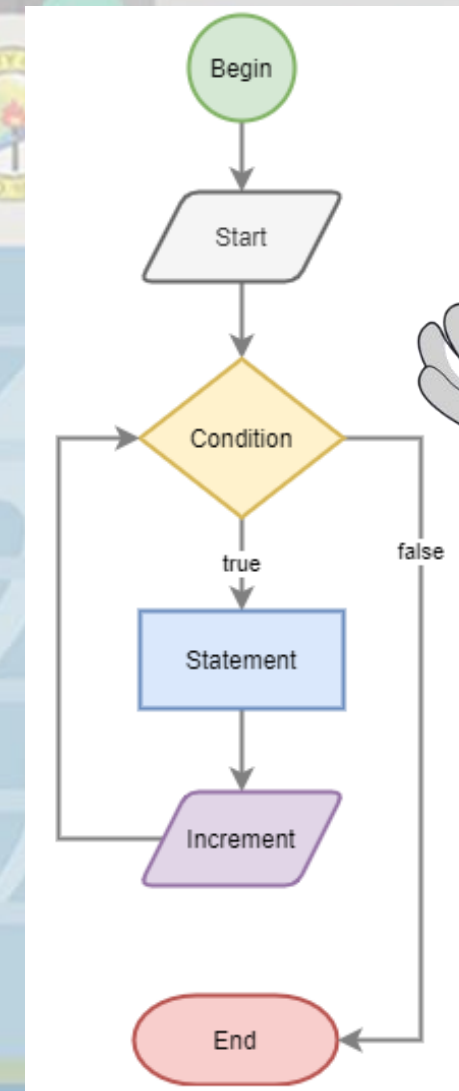 Begin
Start
Condition
true
false
Statement
Increment
End